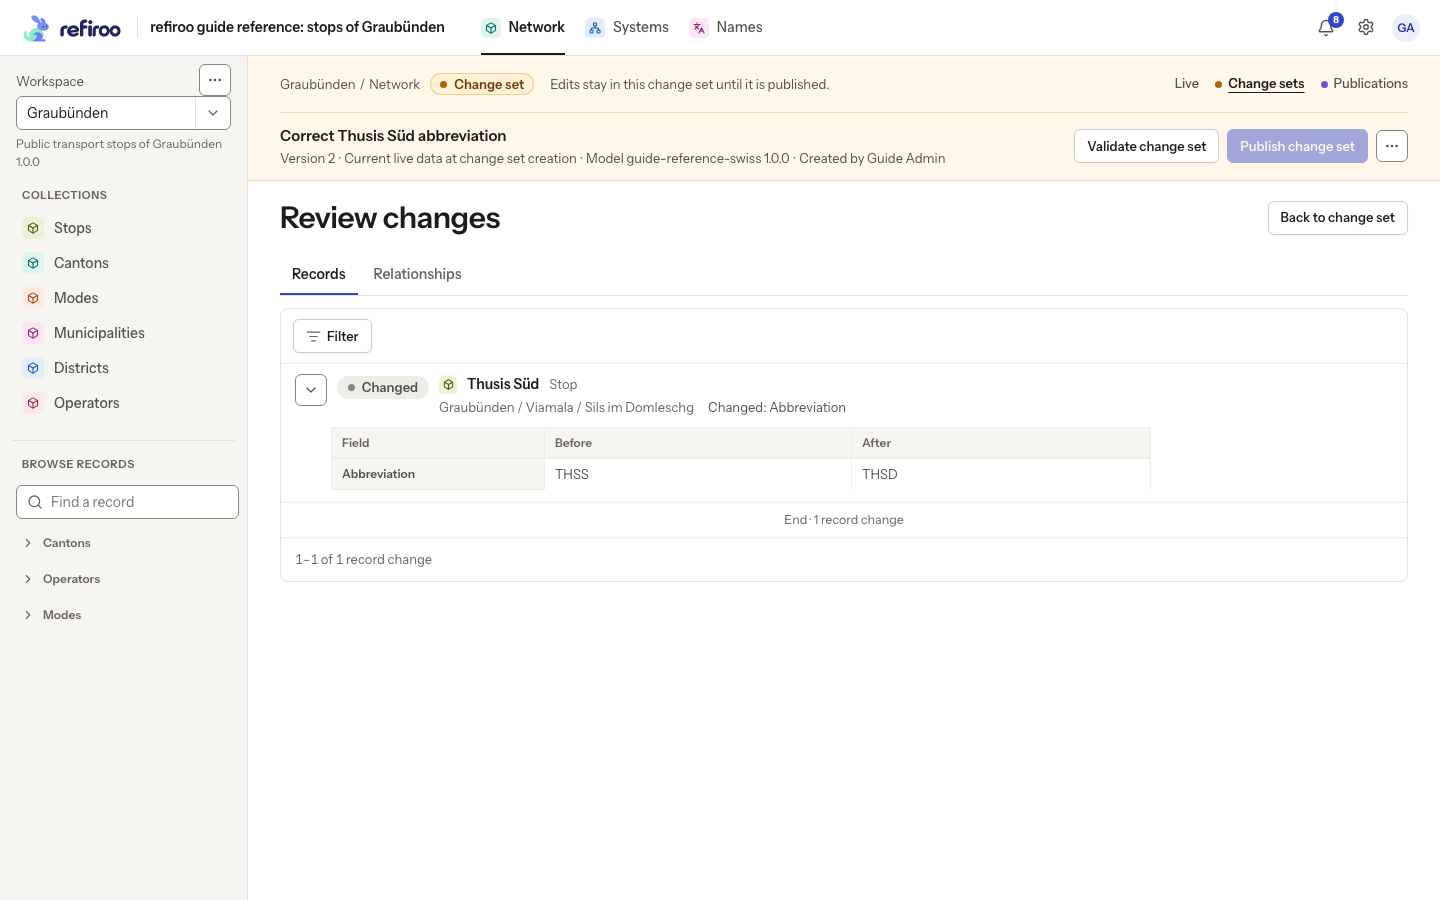 refiroo
refiroo guide reference: stops of Graubünden
Network
Systems
Names
8
GA
Workspace
Graubünden
Public transport stops of Graubünden
1.0.0
COLLECTIONS
Stops
Cantons
Modes
Municipalities
Districts
Operators
BROWSE RECORDS
Find a record
Cantons
Operators
Modes
Graubünden / Network
Change set
Edits stay in this change set until it is published.
Live
Change sets
Publications
Correct Thusis Süd abbreviation
Version 2 · Current live data at change set creation · Model guide-reference-swiss 1.0.0 · Created by Guide Admin
Validate change set
Publish change set
Review changes
Back to change set
Records
Relationships
Filter
Changed
Thusis Süd Stop
Graubünden / Viamala / Sils im Domleschg Changed: Abbreviation
Field Before After
Abbreviation THSS THSD
End · 1 record change
1–1 of 1 record change